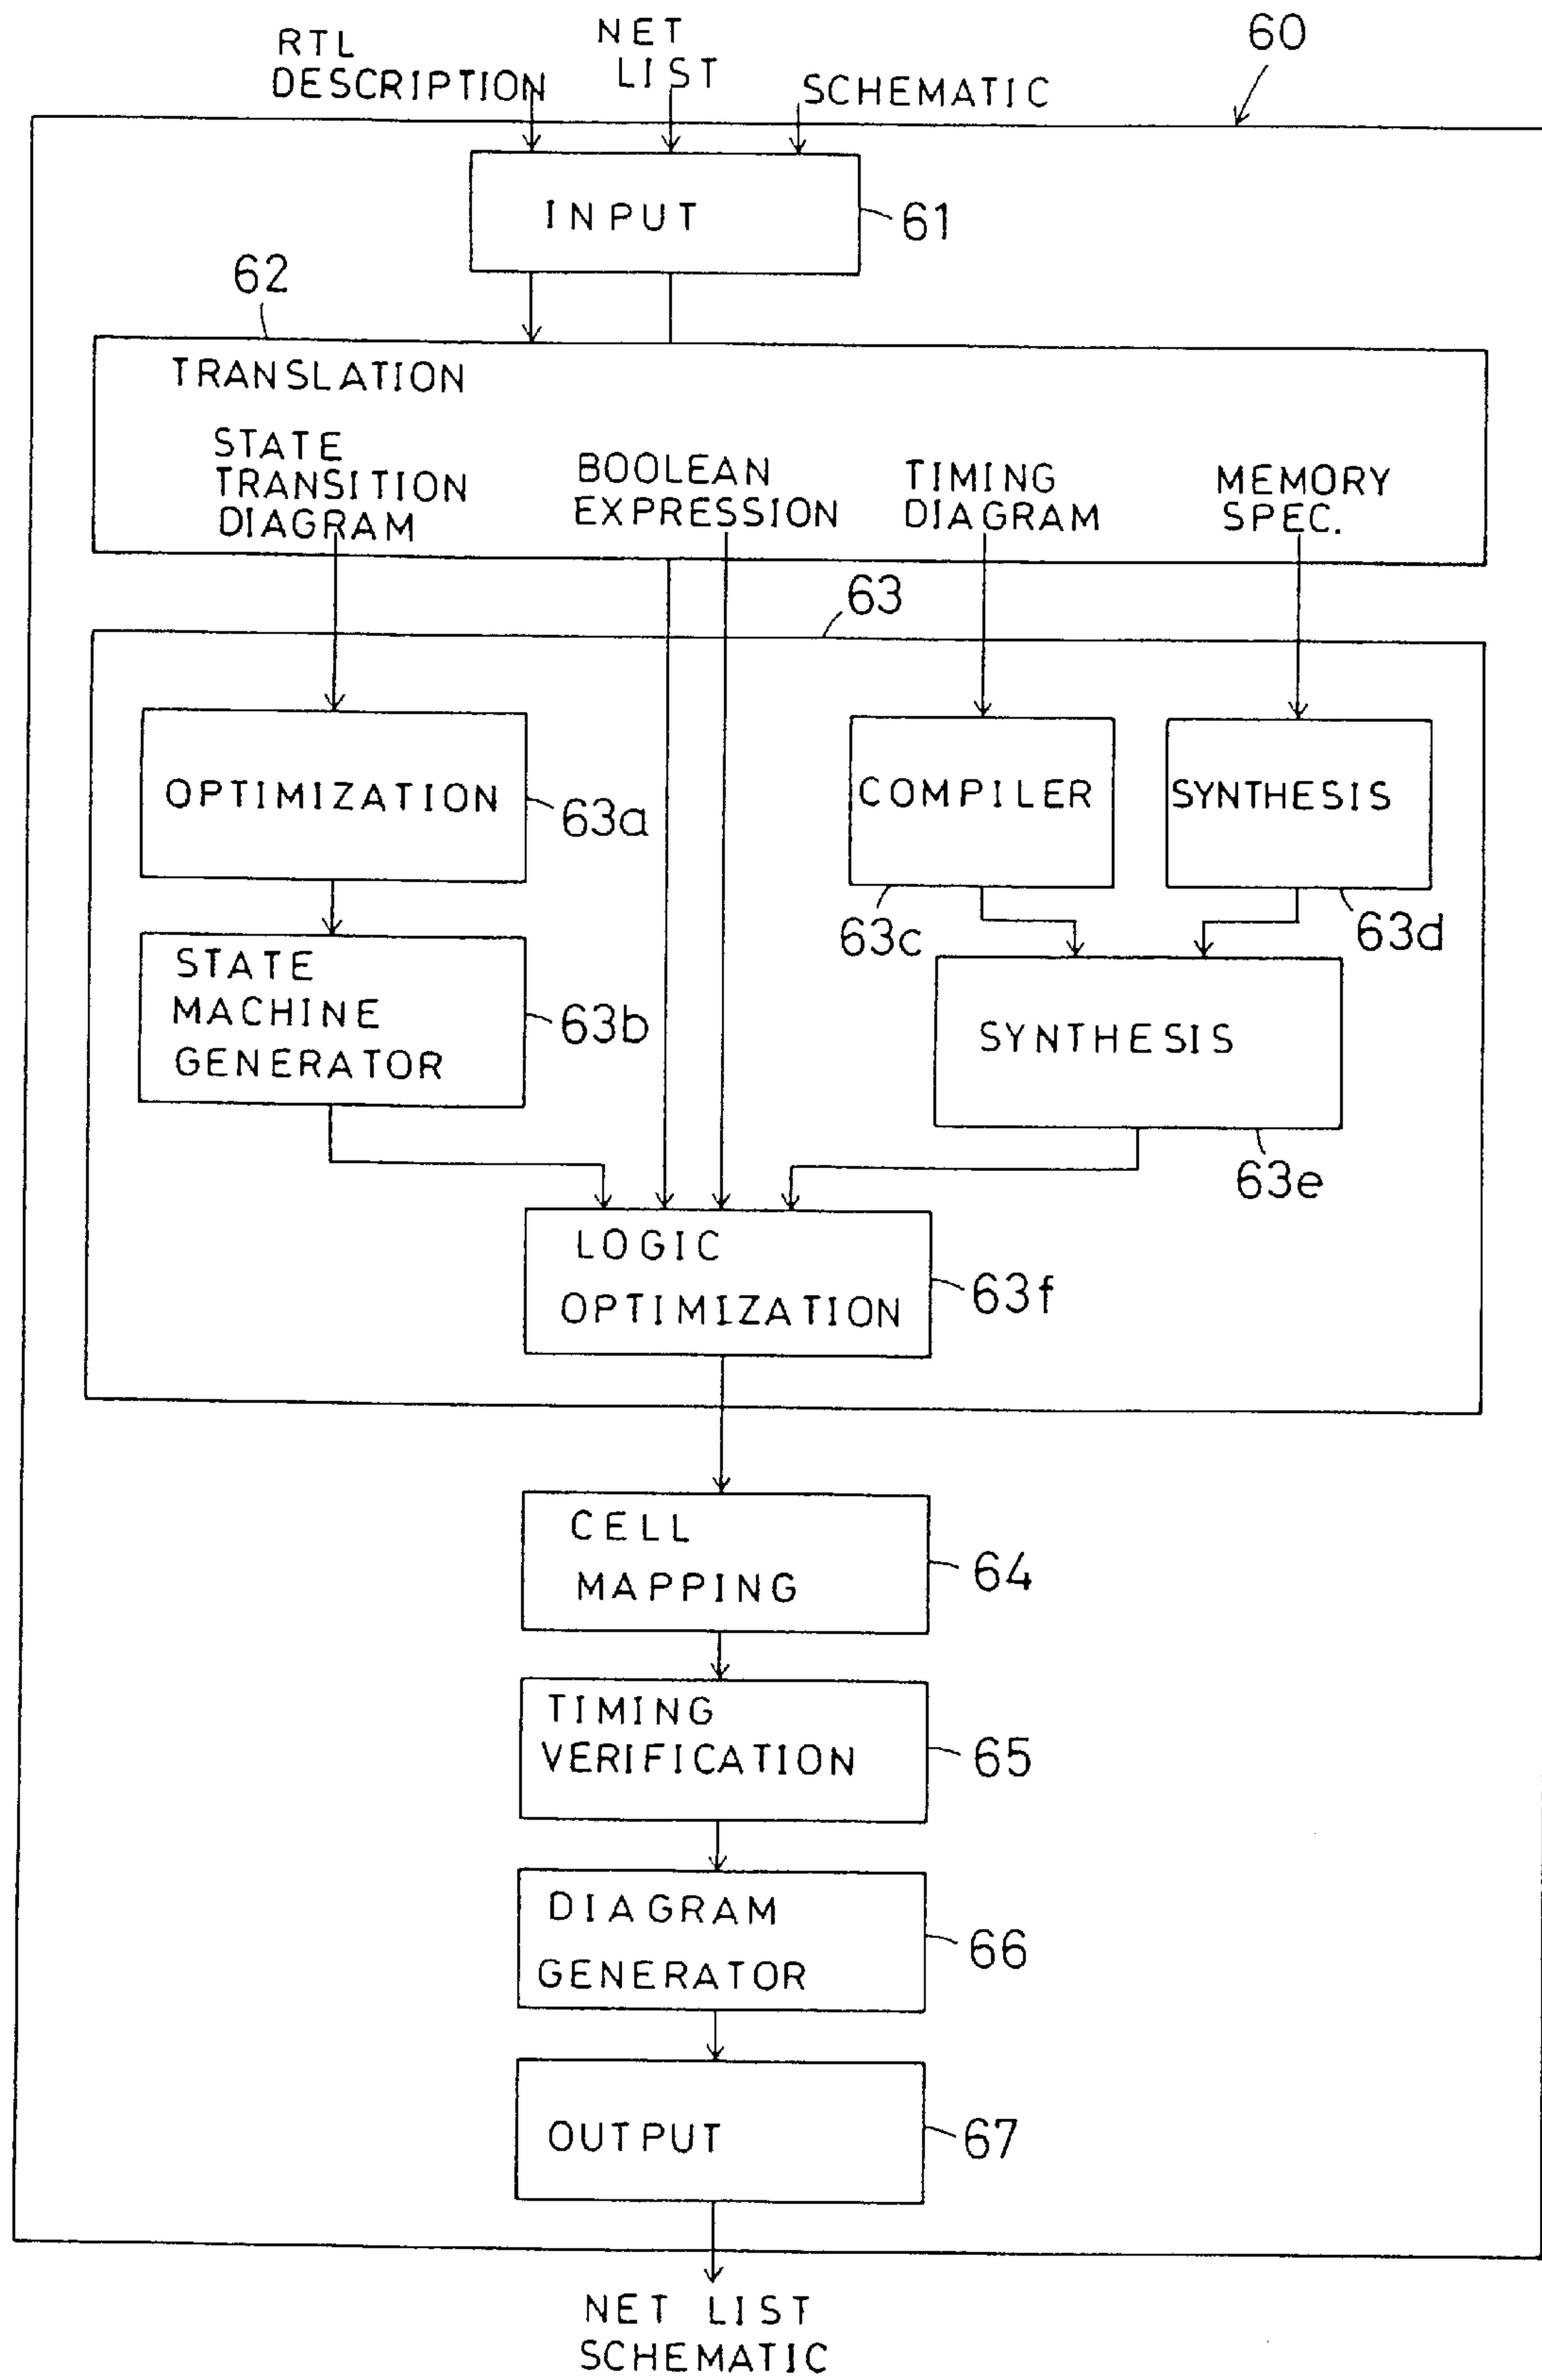 RTL
DESCRIPTION
NET
LIST
SCHEMATIC
60
INPUT
61
62
TRANSLATION
STATE
TRANSITION
DIAGRAM
BOOLEAN
EXPRESSION
TIMING
DIAGRAM
MEMORY
SPEC.
63
OPTIMIZATION
63a
COMPILER
63c
SYNTHESIS
63d
STATE
MACHINE
GENERATOR
63b
SYNTHESIS
63e
LOGIC
OPTIMIZATION
63f
CELL
MAPPING
64
TIMING
VERIFICATION
65
DIAGRAM
GENERATOR
66
OUTPUT
67
NET LIST
SCHEMATIC